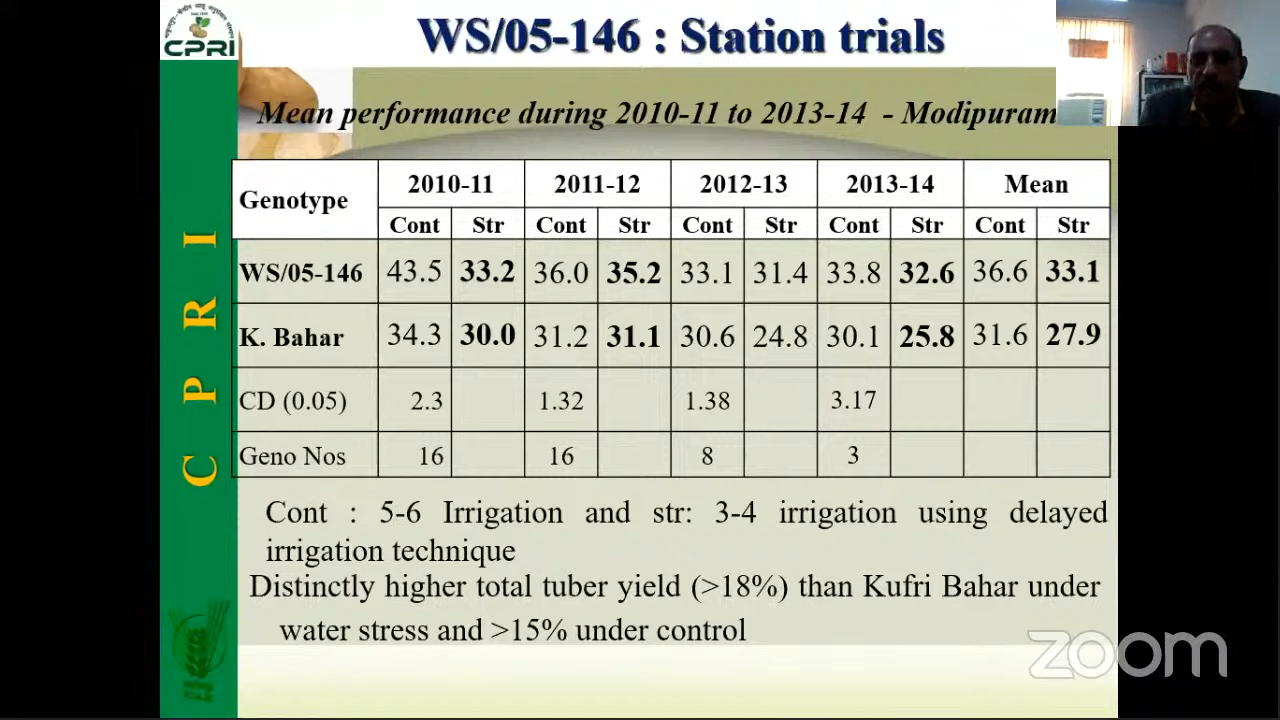 CPRI
WS/05-146 : Station trials
Mean performance during 2010-11 to 2013-14 - Modipuram
Genotype 2010-11 2011-12 2012-13 2013-14 Mean
Cont Str Cont Str Cont Str Cont Str Cont Str
WS/05-146 43.5 33.2 36.0 35.2 33.1 31.4 33.8 32.6 36.6 33.1
K. Bahar 34.3 30.0 31.2 31.1 30.6 24.8 30.1 25.8 31.6 27.9
CD (0.05) 2.3 1.32 1.38 3.17
Geno Nos 16 16 8 3
Cont : 5-6 Irrigation and str: 3-4 irrigation using delayed
irrigation technique
Distinctly higher total tuber yield (>18%) than Kufri Bahar under
water stress and >15% under control
C P R I
zoom